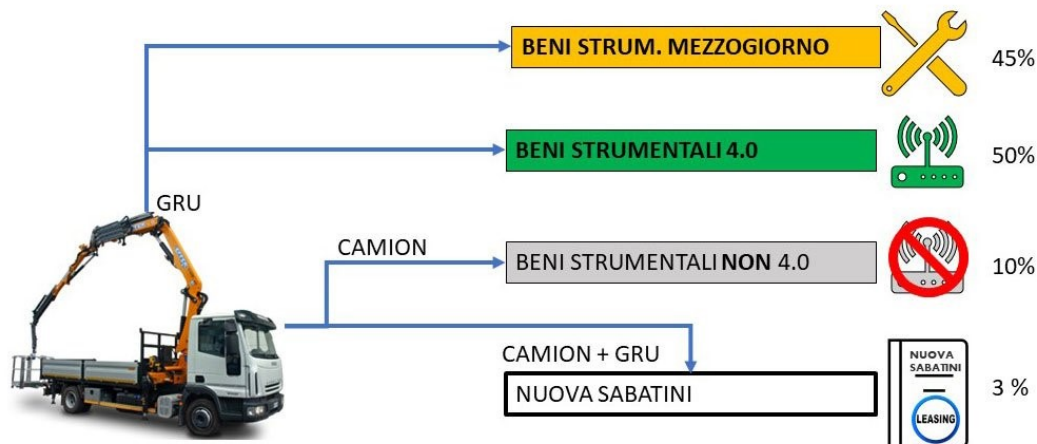 BENI STRUM. MEZZOGIORNO
45%
BENI STRUMENTALI 4.0
50%
GRU
CAMION
BENI STRUMENTALI NON 4.0
10%
CAMION + GRU
NUOVA SABATINI
NUOVA
SABATINI
LEASING
3 %